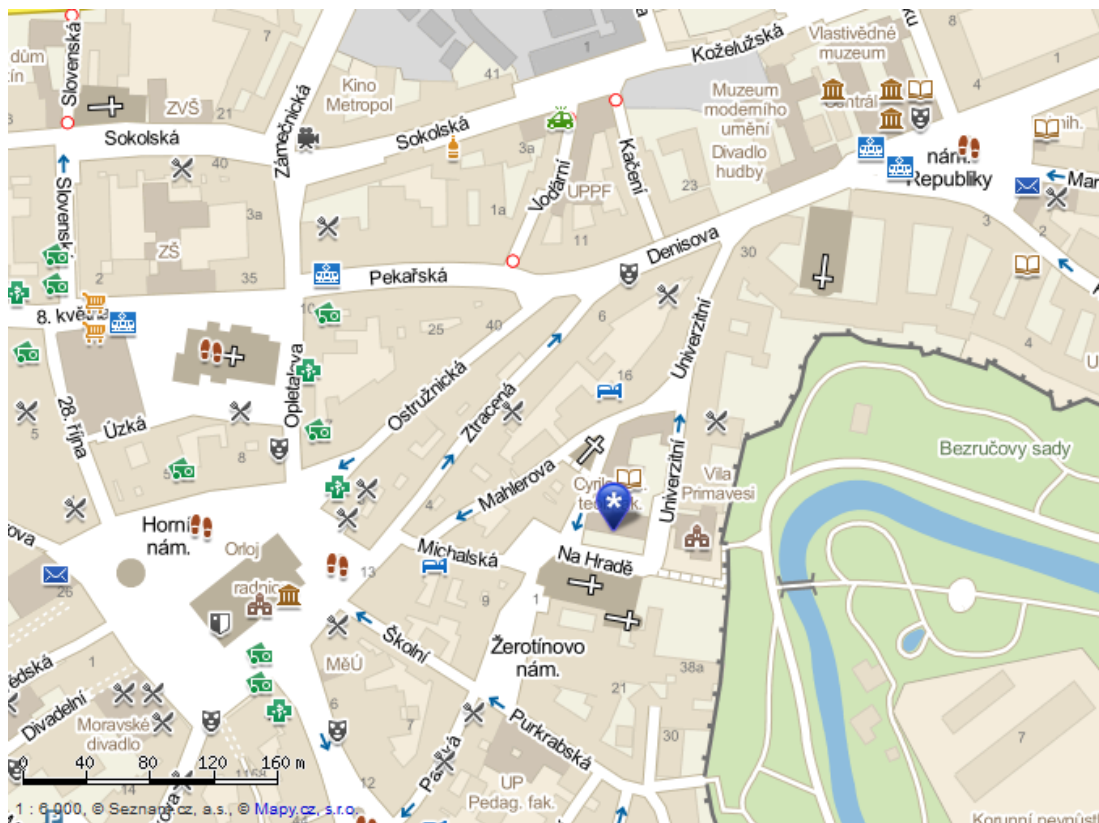 Slovenská
7
1
Koželužská
Vlastivědné
muzeum
4
dům
ZVŠ
21
Kino
Metropol
41
Muzeum
moderního
umění
Divadlo
hudby
Sokolská
Zámečnická
Sokolská
3a
40
Vodární
Kačení
UPPF
23
nám.
Republiky
Slovenská
3a
ZŠ
35
1a
11
Denisova
30
3
2
2
Pekařská
8. května
10
25
40
6
Univerzitní
4
Opletalova
Ostružnická
Ztracená
16
28. října
5
Úzká
8
Mahlerova
Univerzitní
Bezručovy sady
Vila
Primavesi
4
Horní
nám.
Orloj
radnice
Michalská
Na Hradě
13
9
1
26
Školní
Žerotínovo
nám.
MěÚ
38a
1
6
21
Divadelní
Moravské
divadlo
Purkrabská
30
7
12
UP
Pedag. fak.
0 40 80 120 160 m
1 : 6 000, © Seznam.cz, a.s., © Mapy.cz, s.r.o.